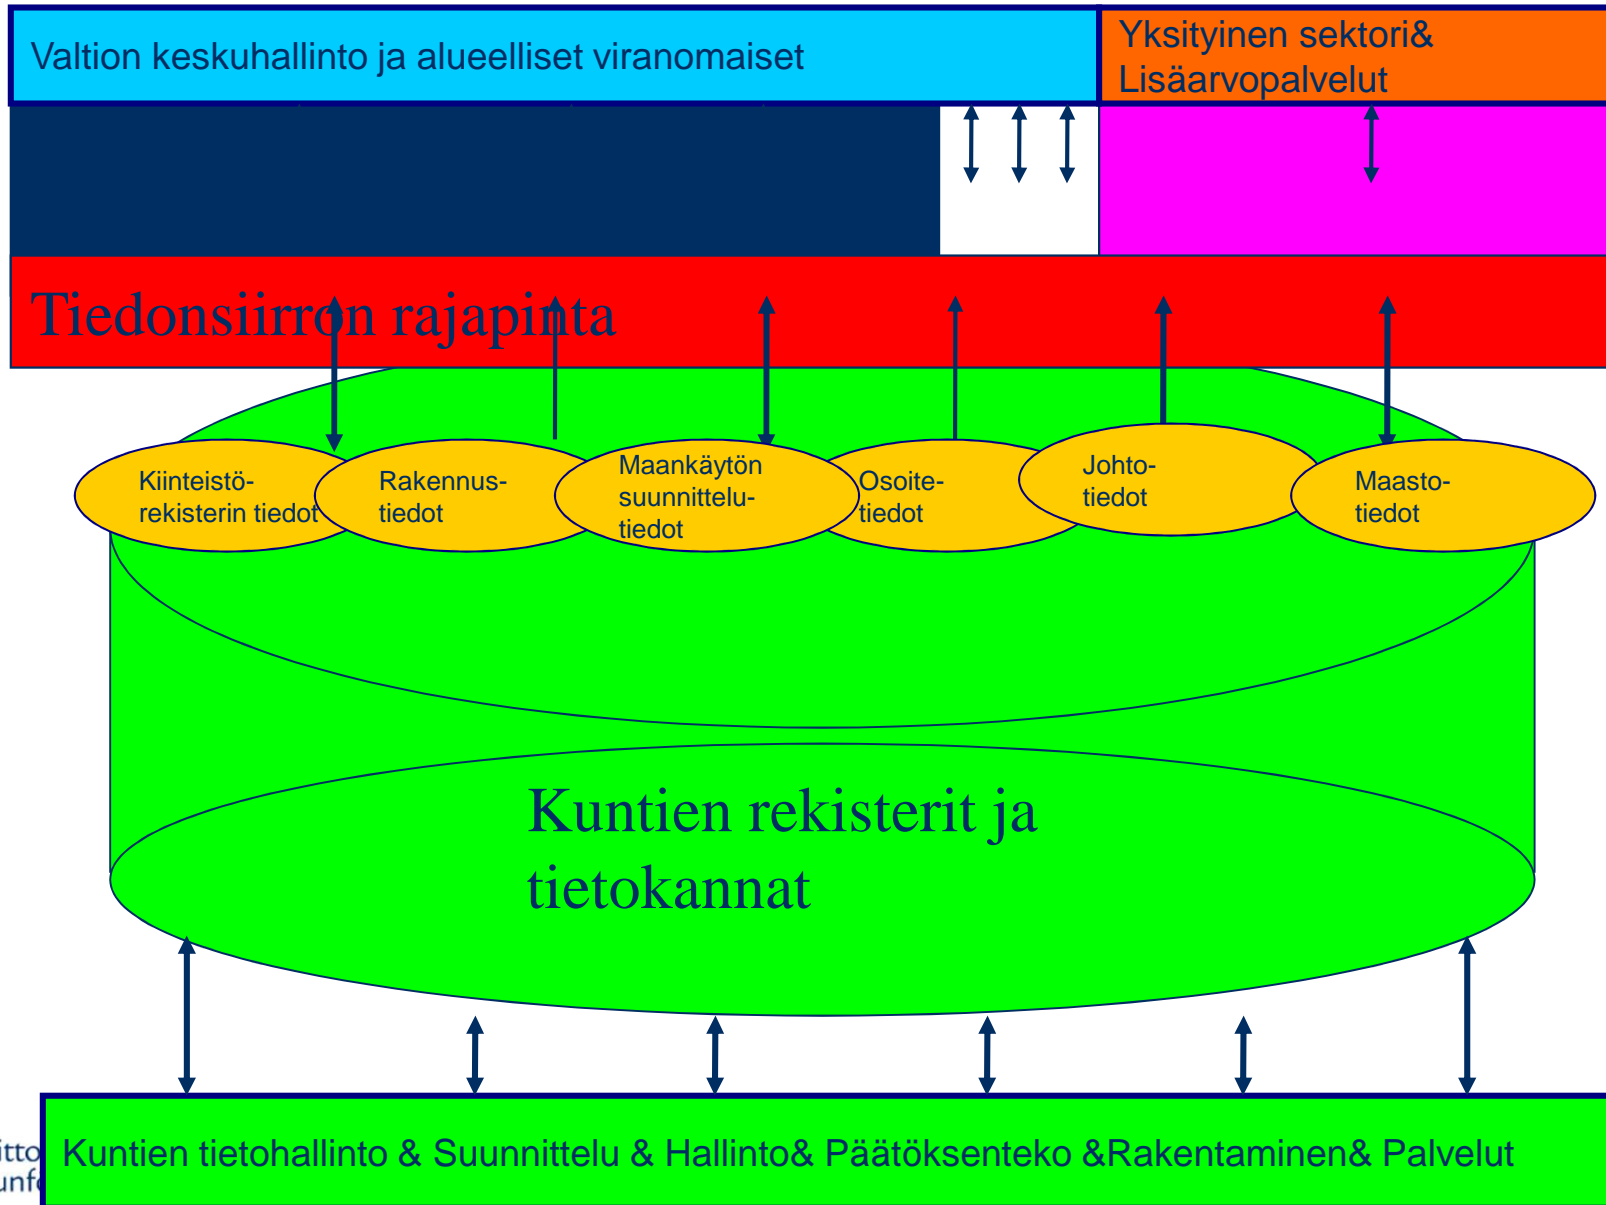 Valtion keskuhallinto ja alueelliset viranomaiset
Yksityinen sektori&
Lisäarvopalvelut
Tiedonsiirron rajapinta
Kiinteistö-
rekisterin tiedot
Rakennus-
tiedot
Maankäytön
suunnittelu-
tiedot
Osoite-
tiedot
Johto-
tiedot
Maasto-
tiedot
Kuntien rekisterit ja
tietokannat
Kuntien tietohallinto & Suunnittelu & Hallinto& Päätöksenteko &Rakentaminen& Palvelut